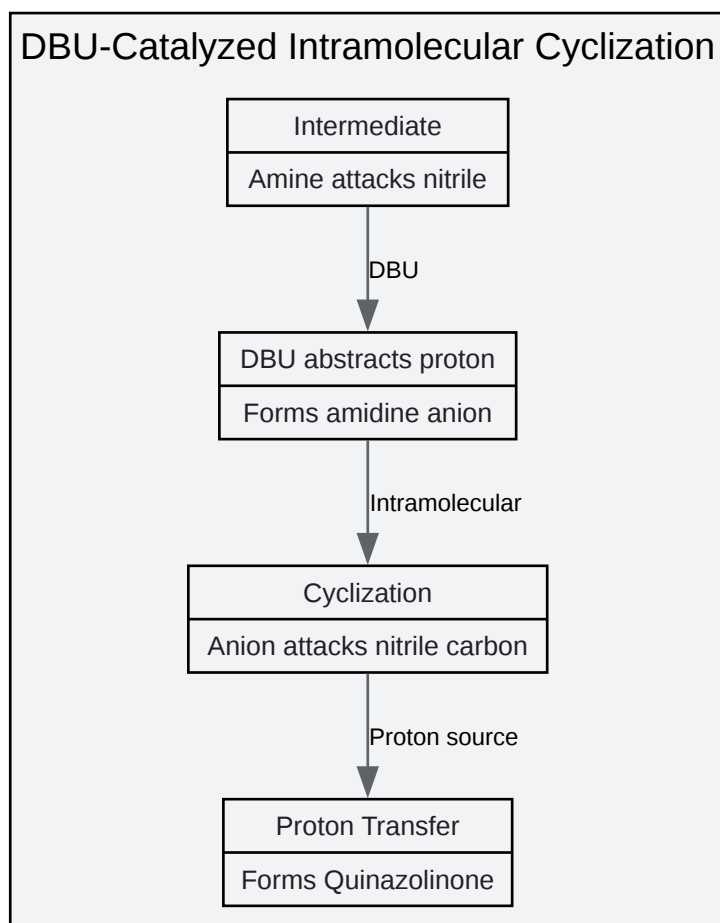 DBU-Catalyzed Intramolecular Cyclization
Intermediate
Amine attacks nitrile
DBU
DBU abstracts proton
Forms amidine anion
Intramolecular
Cyclization
Anion attacks nitrile carbon
Proton source
Proton Transfer
Forms Quinazolinone